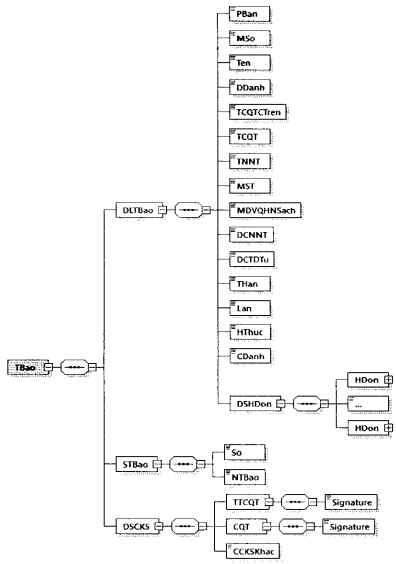 PBan
MSo
Ten
DDanh
TCQTCTren
TCQT
TNNT
MST
MDVQHNSach
DCNNT
DCTDTu
THan
Lan
HThuc
CDanh
DLTBao
TBao
DSHDon
HDon
...
HDon
STBao
So
NTBao
DSCKS
TTCQT
Signature
CQT
Signature
CCKSKhac